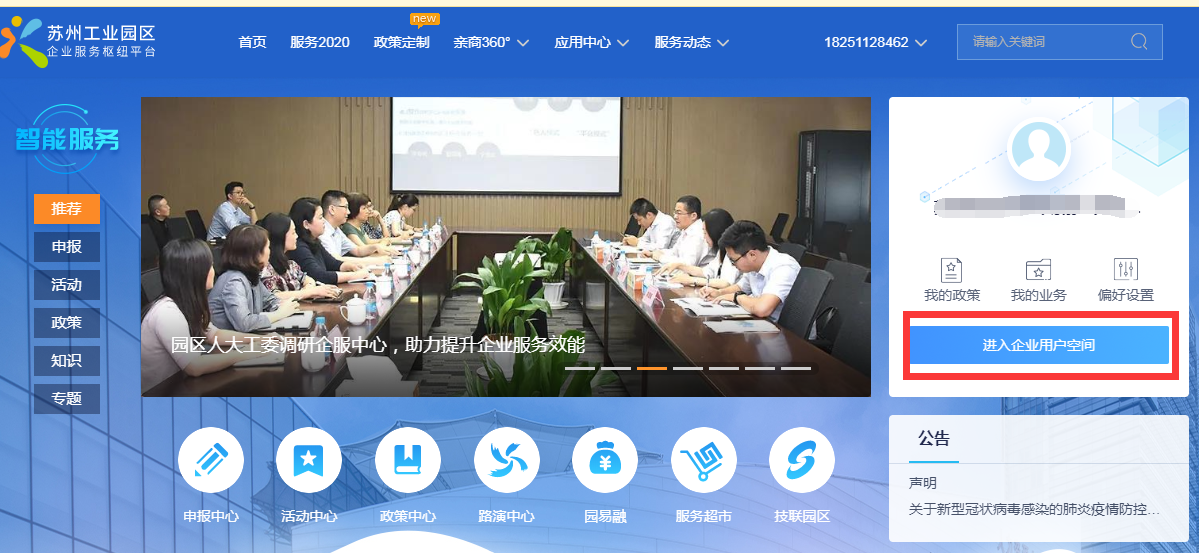 new
苏州工业园区
企业服务枢纽平台
首页
服务2020
政策定制
亲商360°
应用中心
服务动态
18251128462
请输入关键词
智能服务
推荐
申报
活动
政策
知识
专题
园区人大工委调研企服中心，助力提升企业服务效能
我的政策
我的业务
偏好设置
进入企业用户空间
申报中心
活动中心
政策中心
路演中心
园易融
服务超市
技联园区
公告
声明
关于新型冠状病毒感染的肺炎疫情防控...